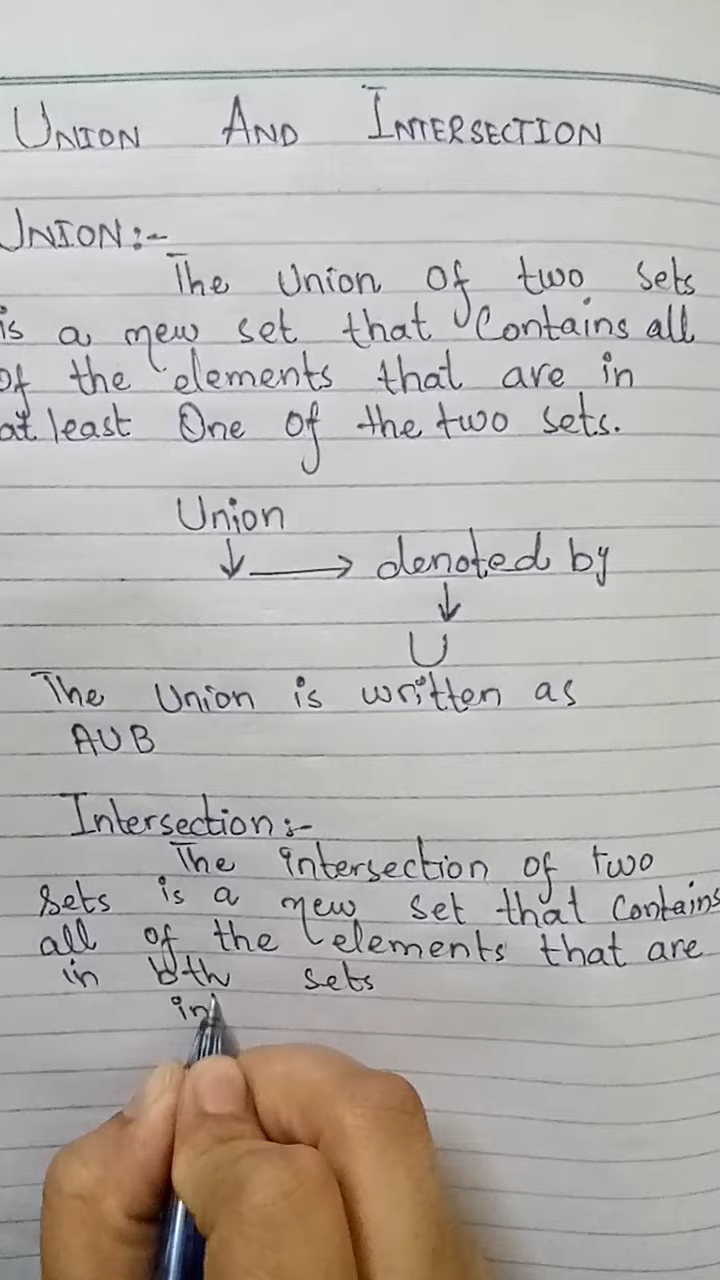 UNION AND INTERSECTION
UNION:-
The Union Of two sets
is a new set that Contains all
Of the elements that are in
at least One of the two sets.
Union
↓ → denoted by
↓
U
The Union is written as
AUB
Intersection:-
The intersection of two
sets is a new set that Contains
all of the elements that are
in bth sets
in